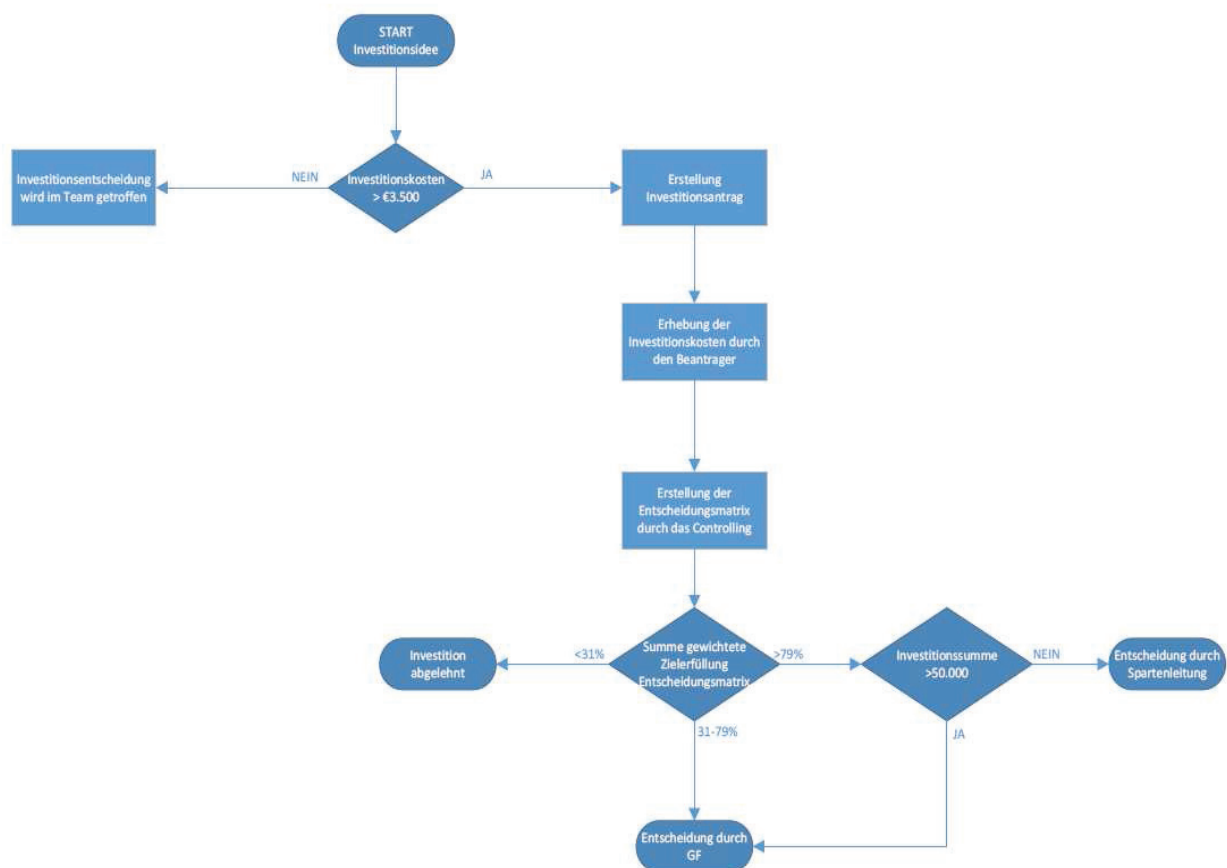 START
Investitionsidee
Investitionsentscheidung
wird im Team getroffen
NEIN
Investitionskosten
> €3.500
JA
Erstellung
Investitionsantrag
Erhebung der
Investitionskosten durch
den Beantrager
Erstellung der
Entscheidungsmatrix
durch das Controlling
Investition
abgelehnt
<31%
Summe gewichtete
Zielerfüllung
Entscheidungsmatrix
>79%
Investitionssumme
>50.000
NEIN
Entscheidung durch
Spartenleitung
31-79%
JA
Entscheidung durch
GF